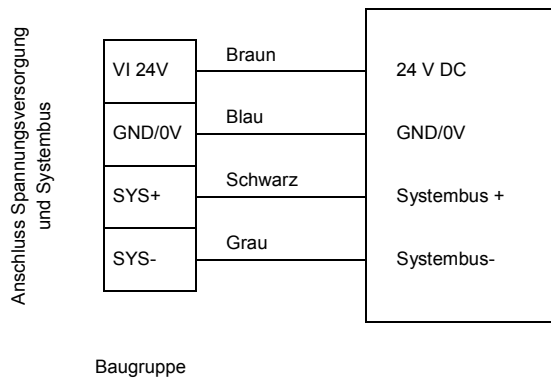 Anschluss Spannungsversorgung
und Systembus
VI 24V
Braun
24 V DC
GND/0V
Blau
GND/0V
SYS+
Schwarz
Systembus +
SYS-
Grau
Systembus-
Baugruppe